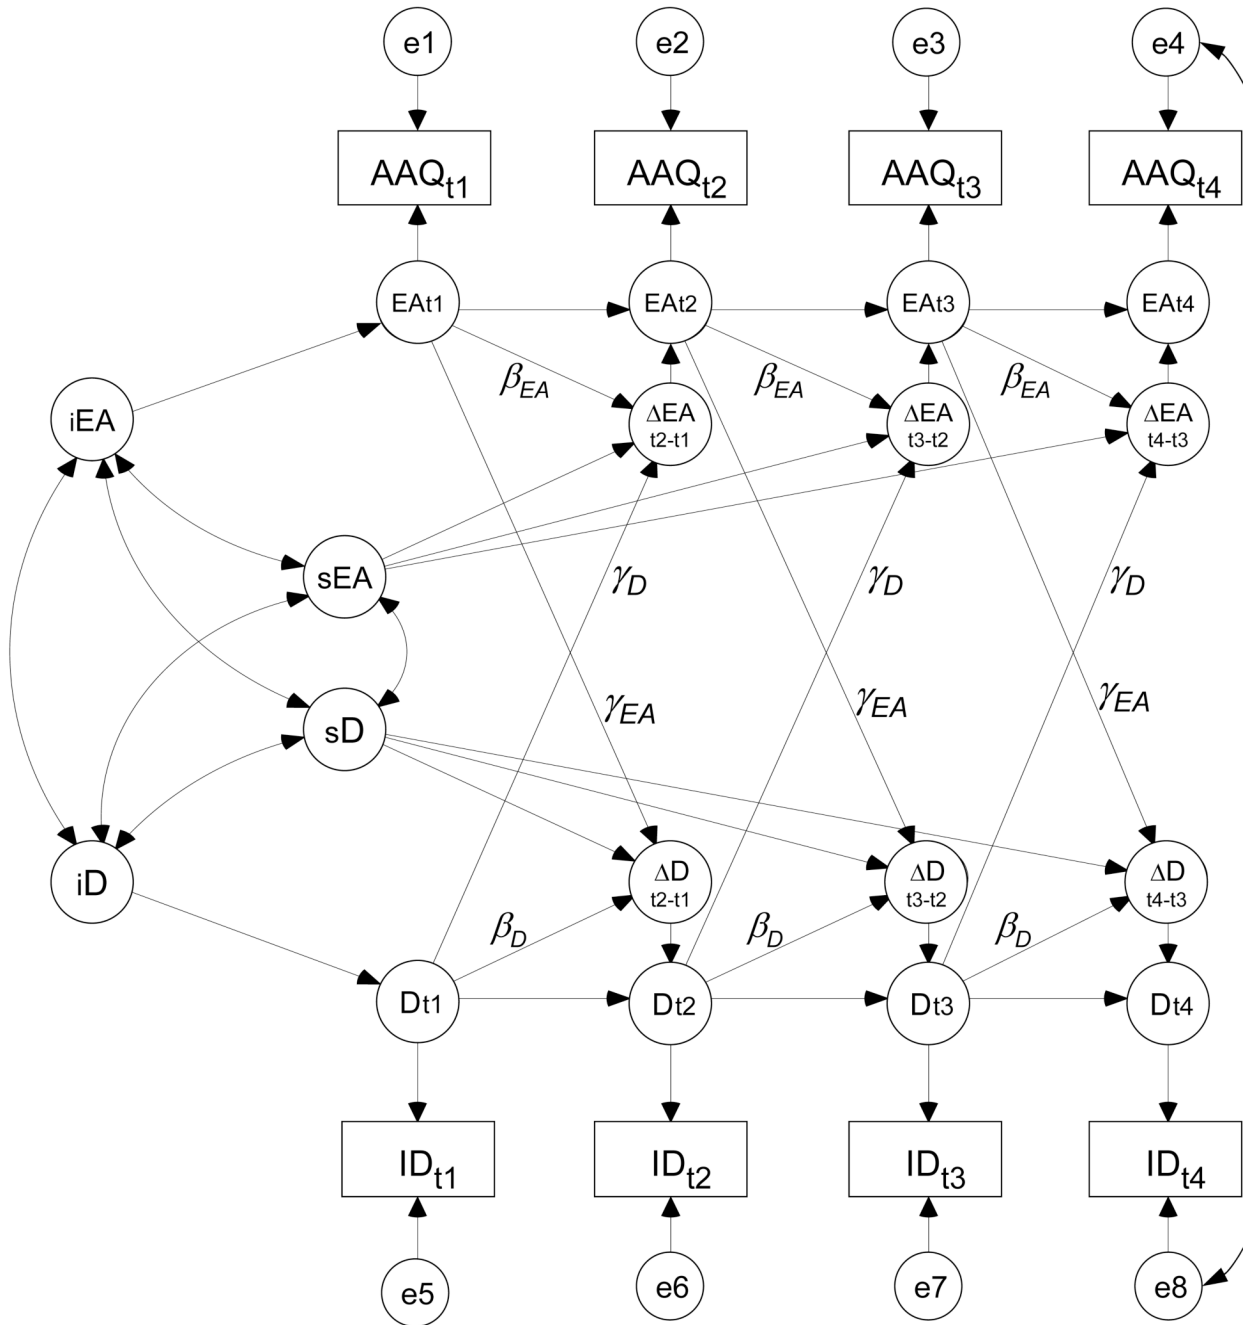 e1 e2 e3 e4
AAQt1 AAQt2 AAQt3 AAQt4
EAt1 EAt2 EAt3 EAt4
βEA βEA βEA
iEA ΔEA ΔEA ΔEA
t2-t1 t3-t2 t4-t3
sEA γD γD γD
γEA γEA γEA
sD
iD ΔD ΔD ΔD
t2-t1 t3-t2 t4-t3
βD βD βD
Dt1 Dt2 Dt3 Dt4
IDt1 IDt2 IDt3 IDt4
e5 e6 e7 e8